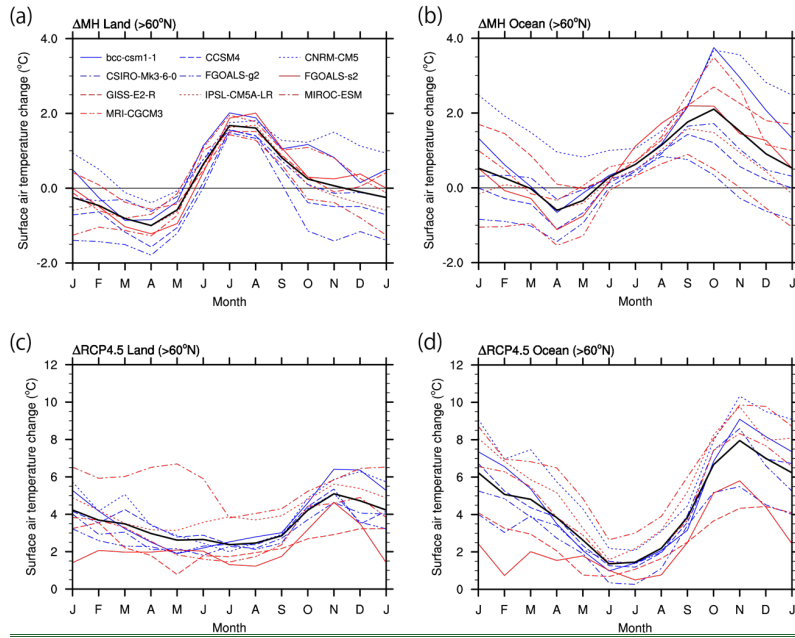 (a)
ΔMH Land (>60°N)
Surface air temperature change (°C)
4.0
2.0
0.0
-2.0
bcc-csm1-1 CCSM4 CNRM-CM5
CSIRO-Mk3-6-0 FGOALS-g2 FGOALS-s2
GISS-E2-R IPSL-CM5A-LR MIROC-ESM
MRI-CGCM3
J F M A M J J A S O N D J
Month
(b)
ΔMH Ocean (>60°N)
Surface air temperature change (°C)
4.0
2.0
0.0
-2.0
J F M A M J J A S O N D J
Month
(c)
ΔRCP4.5 Land (>60°N)
Surface air temperature change (°C)
12
10
8
6
4
2
0
J F M A M J J A S O N D J
Month
(d)
ΔRCP4.5 Ocean (>60°N)
Surface air temperature change (°C)
12
10
8
6
4
2
0
J F M A M J J A S O N D J
Month